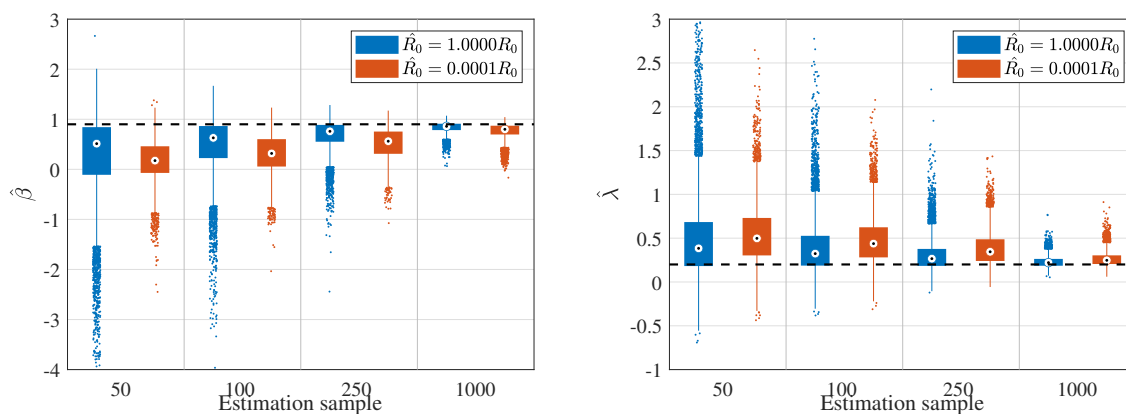 3
2
1
0
-1
-2
-3
-4
β̂
R̂₀ = 1.0000R₀
R̂₀ = 0.0001R₀
50 100 250 1000
Estimation sample
3
2.5
2
1.5
1
0.5
0
-0.5
-1
λ̂
R̂₀ = 1.0000R₀
R̂₀ = 0.0001R₀
50 100 250 1000
Estimation sample